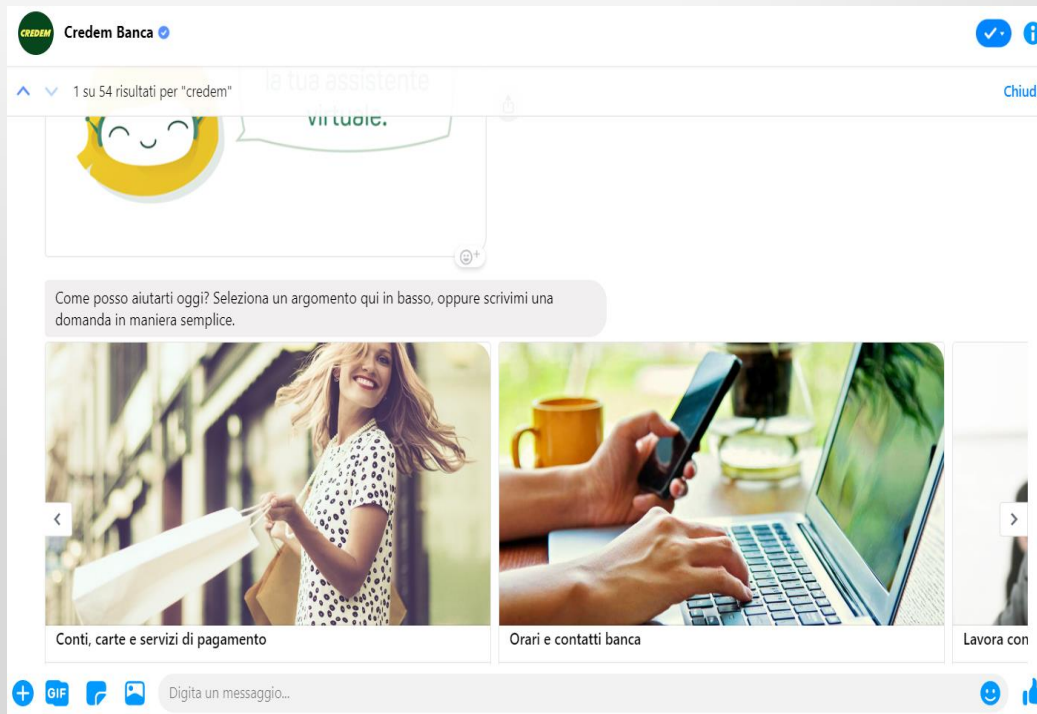 CREDEM
Credem Banca
1 su 54 risultati per "credem"
Chiud
la tua assistente
virtuale.
Come posso aiutarti oggi? Seleziona un argomento qui in basso, oppure scrivimi una
domanda in maniera semplice.
Conti, carte e servizi di pagamento
Orari e contatti banca
Lavora con
GIF
Digita un messaggio...